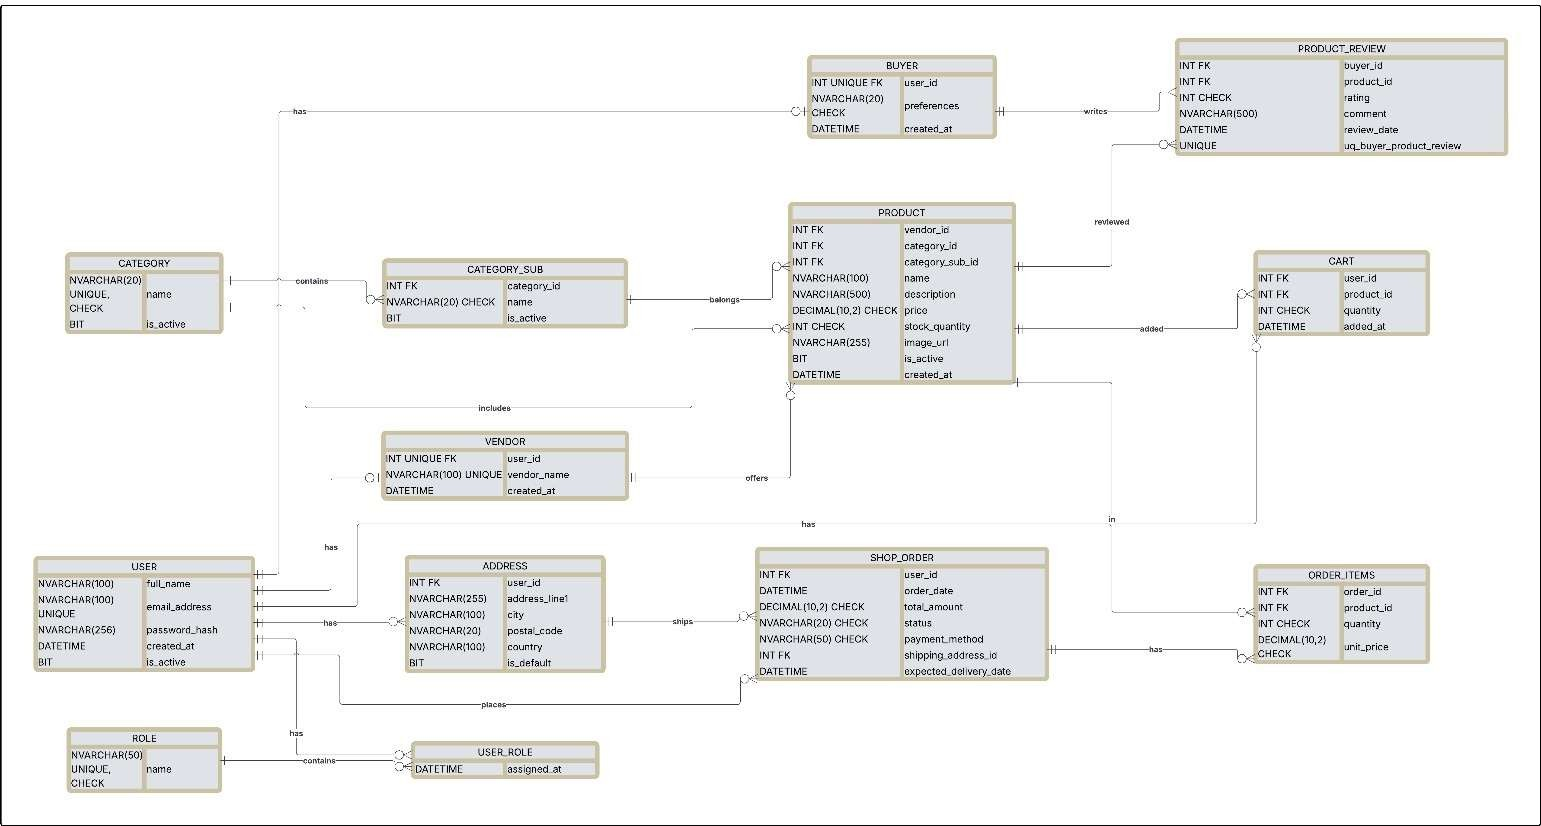 BUYER
INT UNIQUE FK user_id
NVARCHAR(20)
CHECK
preferences
DATETIME created_at
PRODUCT_REVIEW
INT FK buyer_id
INT FK product_id
INT CHECK rating
NVARCHAR(500) comment
DATETIME review_date
UNIQUE uq_buyer_product_review
has
writes
reviewed
PRODUCT
INT FK vendor_id
INT FK category_id
INT FK category_sub_id
NVARCHAR(100) name
NVARCHAR(500) description
DECIMAL(10,2) CHECK price
INT CHECK stock_quantity
NVARCHAR(255) image_url
BIT is_active
DATETIME created_at
CATEGORY
NVARCHAR(20)
UNIQUE,
CHECK
name
BIT is_active
contains
CATEGORY_SUB
INT FK category_id
NVARCHAR(20) CHECK name
BIT is_active
belongs
CART
INT FK user_id
INT FK product_id
INT CHECK quantity
DATETIME added_at
added
includes
VENDOR
INT UNIQUE FK user_id
NVARCHAR(100) UNIQUE vendor_name
DATETIME created_at
offers
has
in
has
USER
NVARCHAR(100) full_name
NVARCHAR(100)
UNIQUE
email_address
NVARCHAR(256) password_hash
DATETIME created_at
BIT is_active
has
ADDRESS
INT FK user_id
NVARCHAR(255) address_line1
NVARCHAR(100) city
NVARCHAR(20) postal_code
NVARCHAR(100) country
BIT is_default
ships
SHOP_ORDER
INT FK user_id
DATETIME order_date
DECIMAL(10,2) CHECK total_amount
NVARCHAR(20) CHECK status
NVARCHAR(50) CHECK payment_method
INT FK shipping_address_id
DATETIME expected_delivery_date
has
ORDER_ITEMS
INT FK order_id
INT FK product_id
INT CHECK quantity
DECIMAL(10,2)
CHECK
unit_price
places
has
ROLE
NVARCHAR(50)
UNIQUE,
CHECK
name
contains
USER_ROLE
DATETIME assigned_at